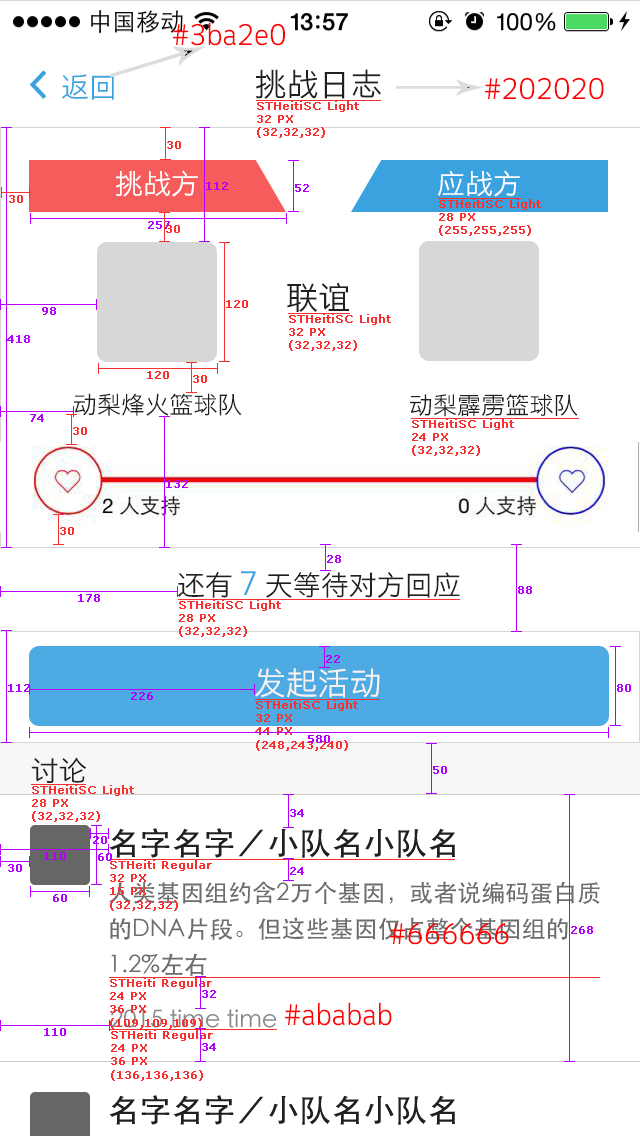 中国移动 13:57 100%
#3ba2e0
返回 挑战日志 #202020
STHeitiSC Light
32 PX
(32,32,32)
30
挑战方 112 52 应战方
30
STHeitiSC Light
28 PX
(255,255,255)
257
30
98 120 联谊
STHeitiSC Light
32 PX
(32,32,32)
418
120 30
74 动梨烽火篮球队 动梨霹雳篮球队
STHeitiSC Light
24 PX
(32,32,32)
30
132
2 人支持 0 人支持
30
28
178 还有 7 天等待对方回应 88
STHeitiSC Light
28 PX
(32,32,32)
22
112 226 发起活动 80
STHeitiSC Light
32 PX
44 PX
(248,243,240)
580
讨论 50
STHeitiSC Light
28 PX
(32,32,32)
34
20 名字名字／小队名小队名
110 60
30 STHeiti Regular
32 PX
(32,32,32)
24
60
人类基因组约含2万个基因，或者说编码蛋白质
的DNA片段。但这些基因仅占整个基因组的
#666666
268
1.2%左右
STHeiti Regular
24 PX
36 PX
(109,109,109)
32
2015 time time #ababab
110
STHeiti Regular
24 PX
36 PX
(136,136,136)
34
名字名字／小队名小队名